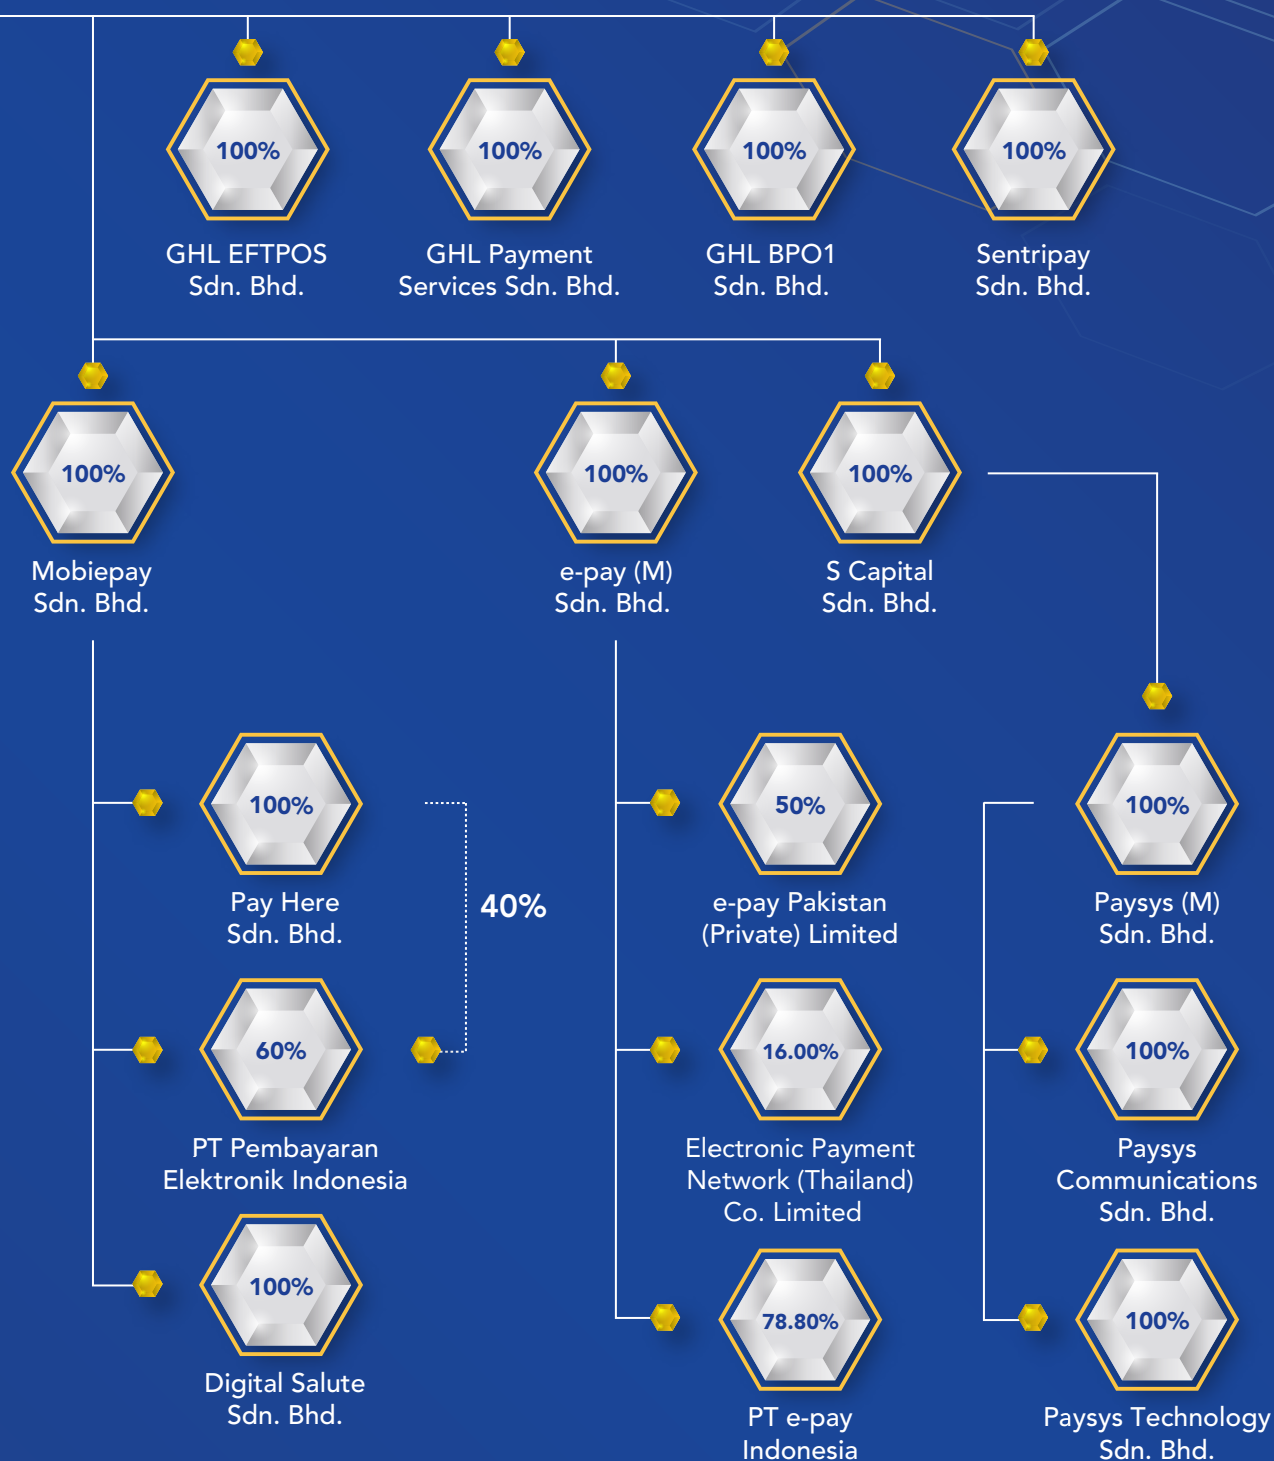 100%
GHL EFTPOS
Sdn. Bhd.
100%
GHL Payment
Services Sdn. Bhd.
100%
GHL BPO1
Sdn. Bhd.
100%
Sentripay
Sdn. Bhd.
100%
Mobiepay
Sdn. Bhd.
100%
e-pay (M)
Sdn. Bhd.
100%
S Capital
Sdn. Bhd.
100%
Pay Here
Sdn. Bhd.
40%
60%
PT Pembayaran
Elektronik Indonesia
100%
Digital Salute
Sdn. Bhd.
50%
e-pay Pakistan
(Private) Limited
16.00%
Electronic Payment
Network (Thailand)
Co. Limited
78.80%
PT e-pay
Indonesia
100%
Paysys (M)
Sdn. Bhd.
100%
Paysys
Communications
Sdn. Bhd.
100%
Paysys Technology
Sdn. Bhd.